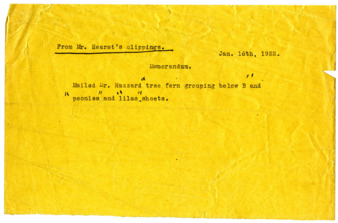 From Mr. Hearst's clippings.
Jan. 16th, 1922.
Memorandum.
Mailed Mr. Hazzard tree fern grouping below B and
peonies and lilac sheets.